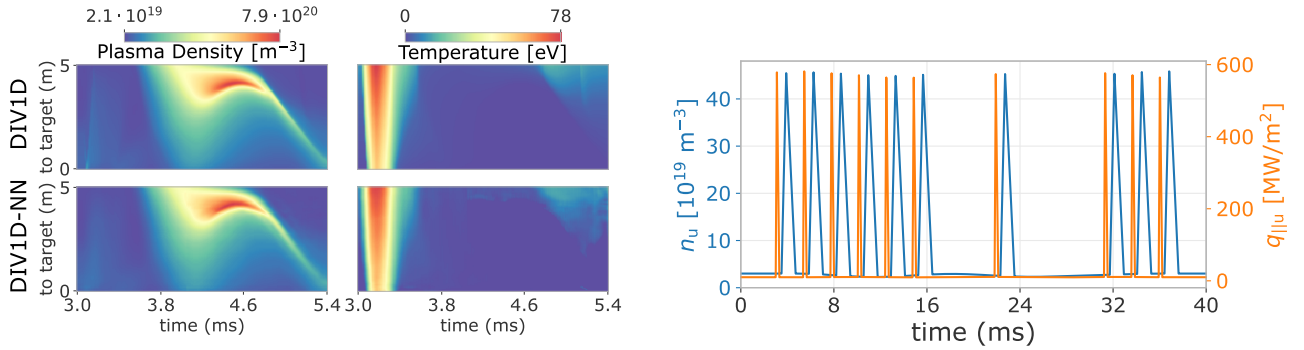 2.1·10¹⁹ 7.9·10²⁰
Plasma Density [m⁻³]
0 78
Temperature [eV]
DIV1D
to target (m)
5
0
DIV1D-NN
to target (m)
5
0
3.0 3.8 4.6 5.4
time (ms)
3.0 4.6 5.4
time (ms)
n_u [10¹⁹ m⁻³]
40
30
20
10
0
q_∥u [MW/m²]
600
400
200
0
0 8 16 24 32 40
time (ms)